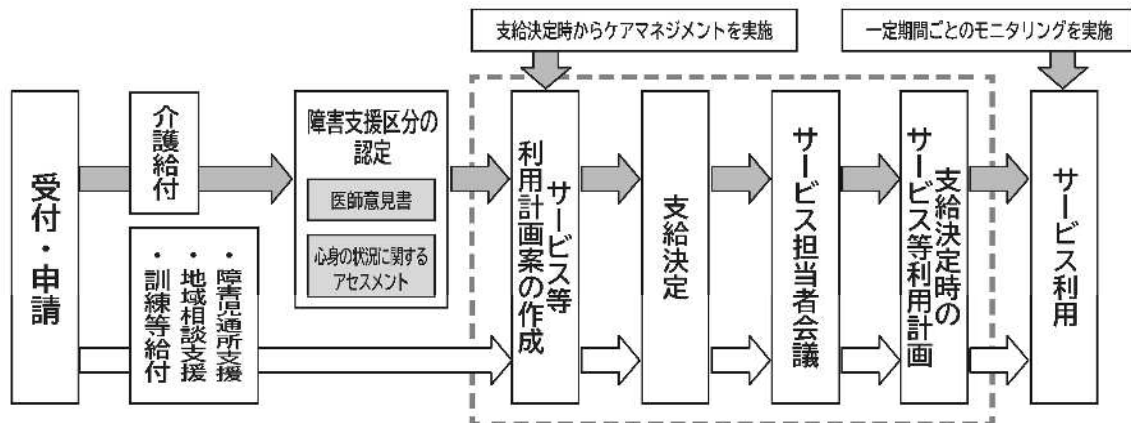 支給決定時からケアマネジメントを実施
一定期間ごとのモニタリングを実施
受付・申請
介護給付
・障害児通所支援
・地域相談支援
・訓練等給付
障害支援区分の
認定
医師意見書
心身の状況に関する
アセスメント
サービス等
利用計画案の作成
支給決定
サービス担当者会議
支給決定時の
サービス等利用計画
サービス利用